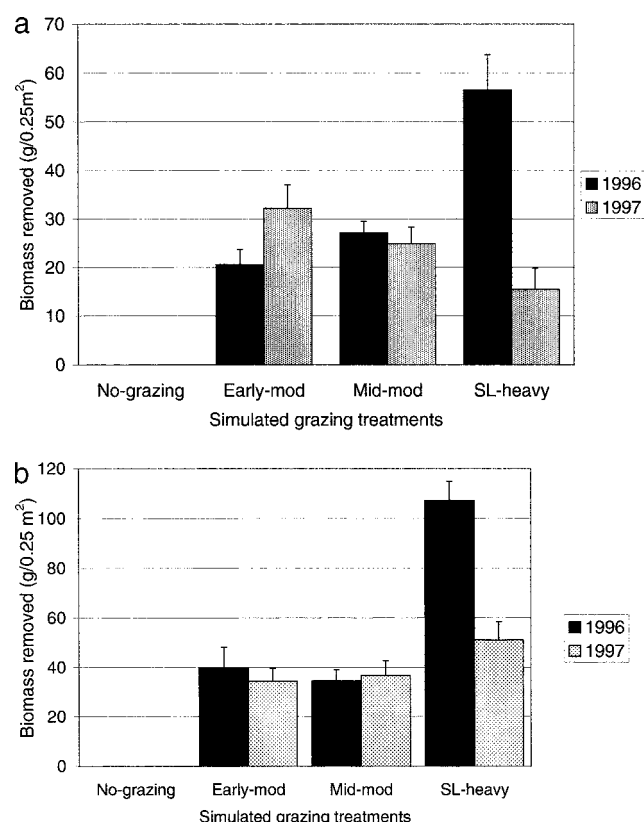 a
70
60
50
40
30
20
10
0
Biomass removed (g/0.25m²)
No-grazing Early-mod Mid-mod SL-heavy
Simulated grazing treatments
1996
1997
b
120
100
80
60
40
20
0
Biomass removed (g/0.25 m²)
No-grazing Early-mod Mid-mod SL-heavy
Simulated grazing treatments
1996
1997